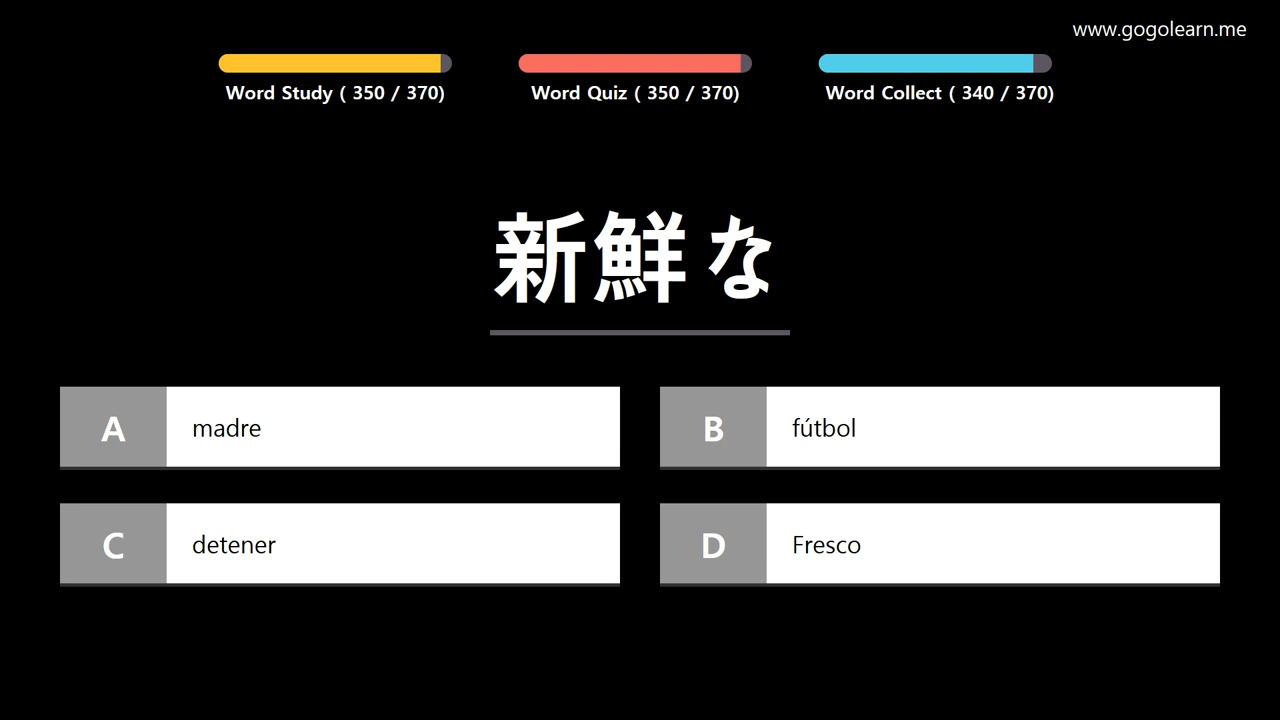 www.gogolearn.me
Word Study ( 350 / 370)
Word Quiz ( 350 / 370)
Word Collect ( 340 / 370)
新鮮な
A madre
B fútbol
C detener
D Fresco